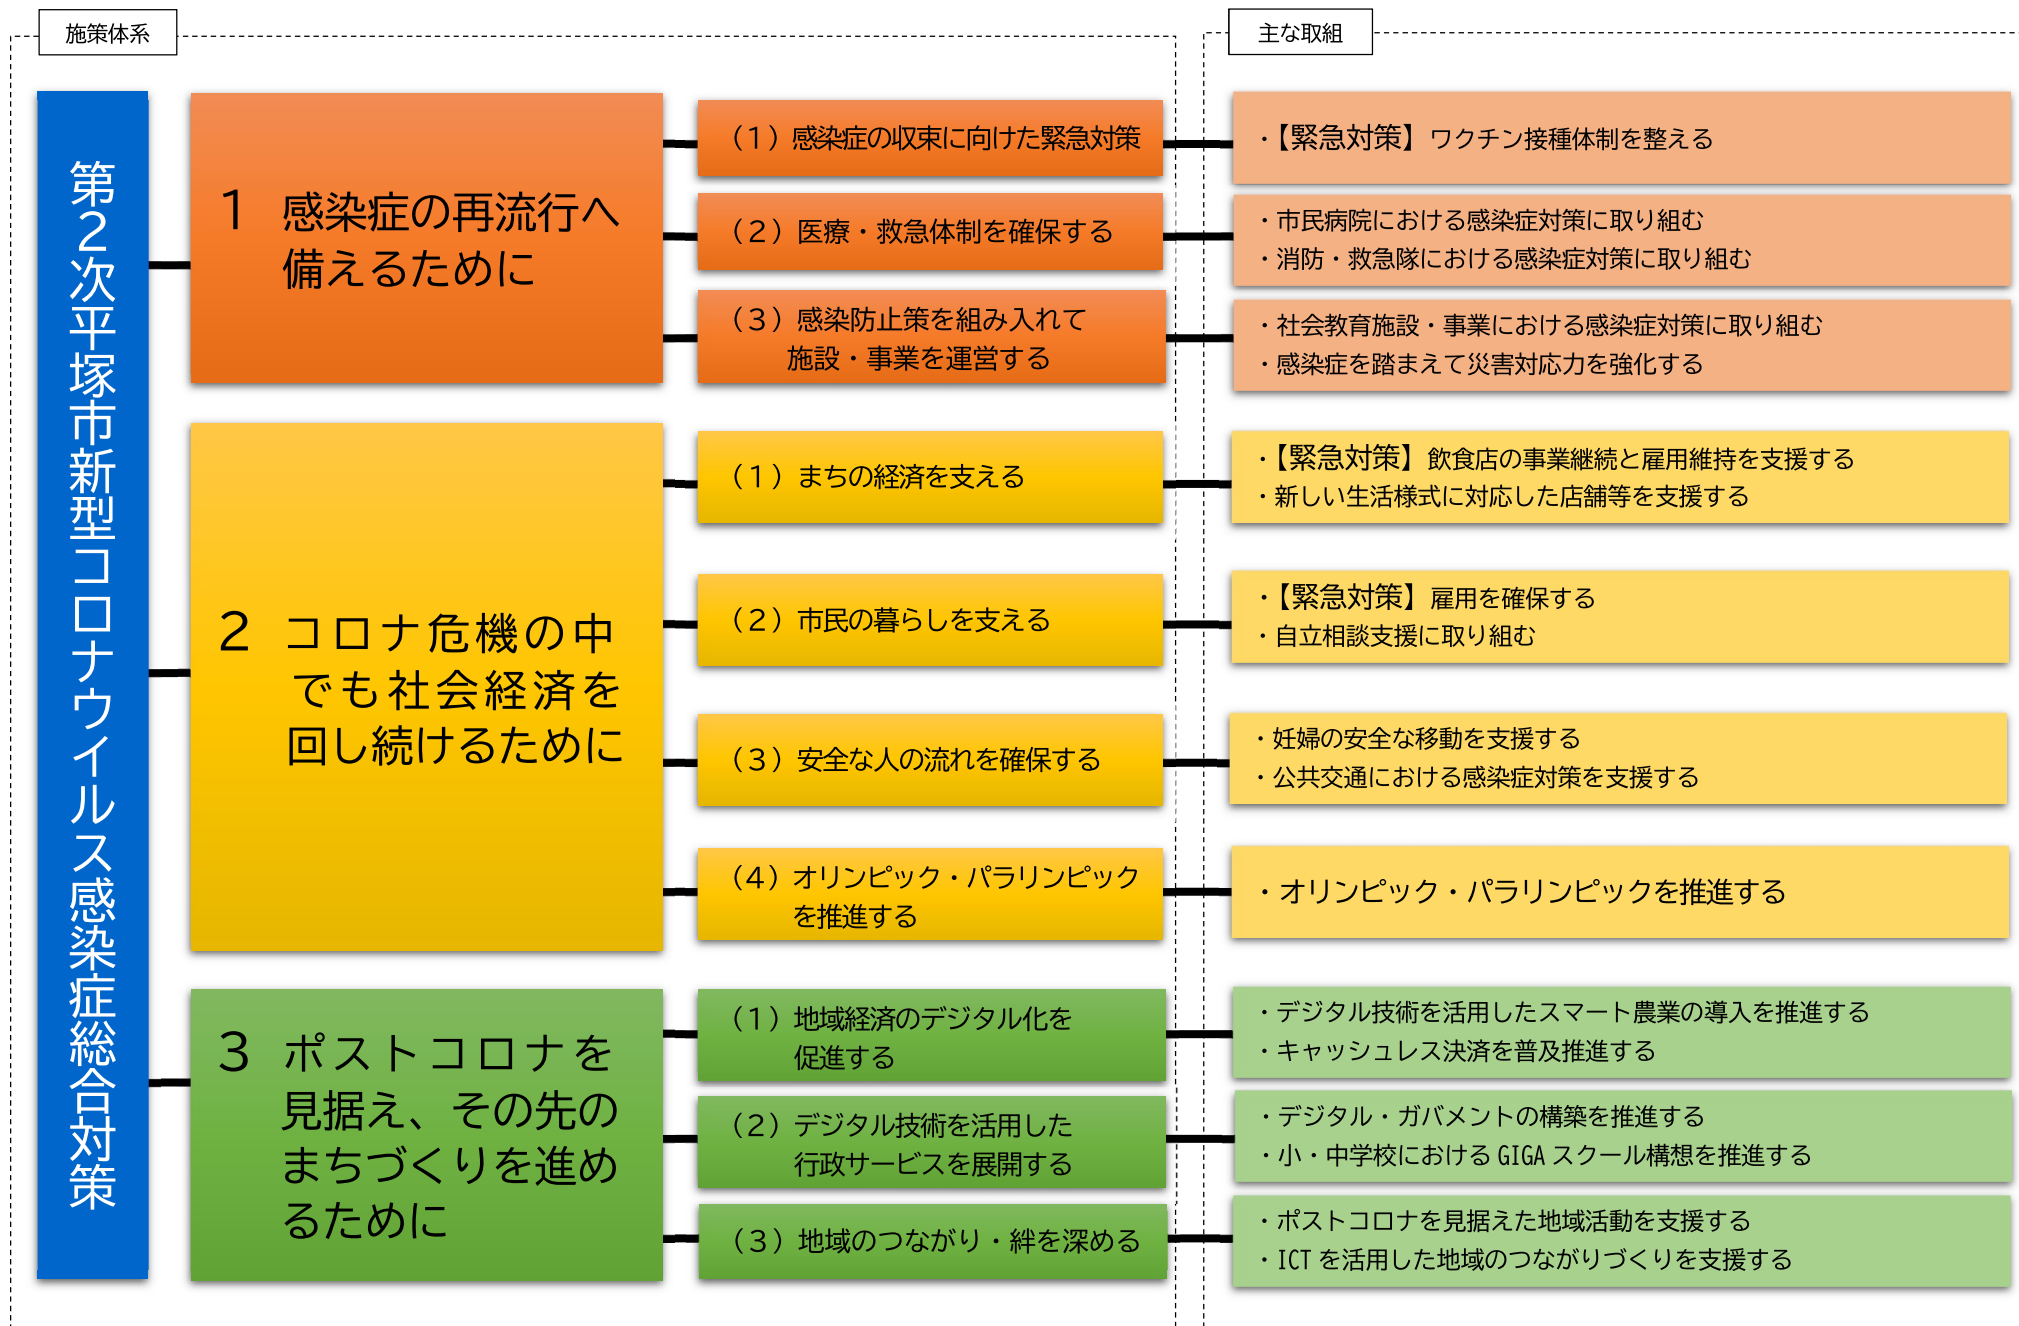 施策体系
主な取組
第２次平塚市新型コロナウイルス感染症総合対策
１ 感染症の再流行へ
備えるために
（１）感染症の収束に向けた緊急対策
・【緊急対策】ワクチン接種体制を整える
（２）医療・救急体制を確保する
・市民病院における感染症対策に取り組む
・消防・救急隊における感染症対策に取り組む
（３）感染防止策を組み入れて
施設・事業を運営する
・社会教育施設・事業における感染症対策に取り組む
・感染症を踏まえて災害対応力を強化する
２ コロナ危機の中
でも社会経済を
回し続けるために
（１）まちの経済を支える
・【緊急対策】飲食店の事業継続と雇用維持を支援する
・新しい生活様式に対応した店舗等を支援する
（２）市民の暮らしを支える
・【緊急対策】雇用を確保する
・自立相談支援に取り組む
（３）安全な人の流れを確保する
・妊婦の安全な移動を支援する
・公共交通における感染症対策を支援する
（４）オリンピック・パラリンピック
を推進する
・オリンピック・パラリンピックを推進する
３ ポストコロナを
見据え、その先の
まちづくりを進め
るために
（１）地域経済のデジタル化を
促進する
・デジタル技術を活用したスマート農業の導入を推進する
・キャッシュレス決済を普及推進する
（２）デジタル技術を活用した
行政サービスを展開する
・デジタル・ガバメントの構築を推進する
・小・中学校における GIGA スクール構想を推進する
（３）地域のつながり・絆を深める
・ポストコロナを見据えた地域活動を支援する
・ICT を活用した地域のつながりづくりを支援する